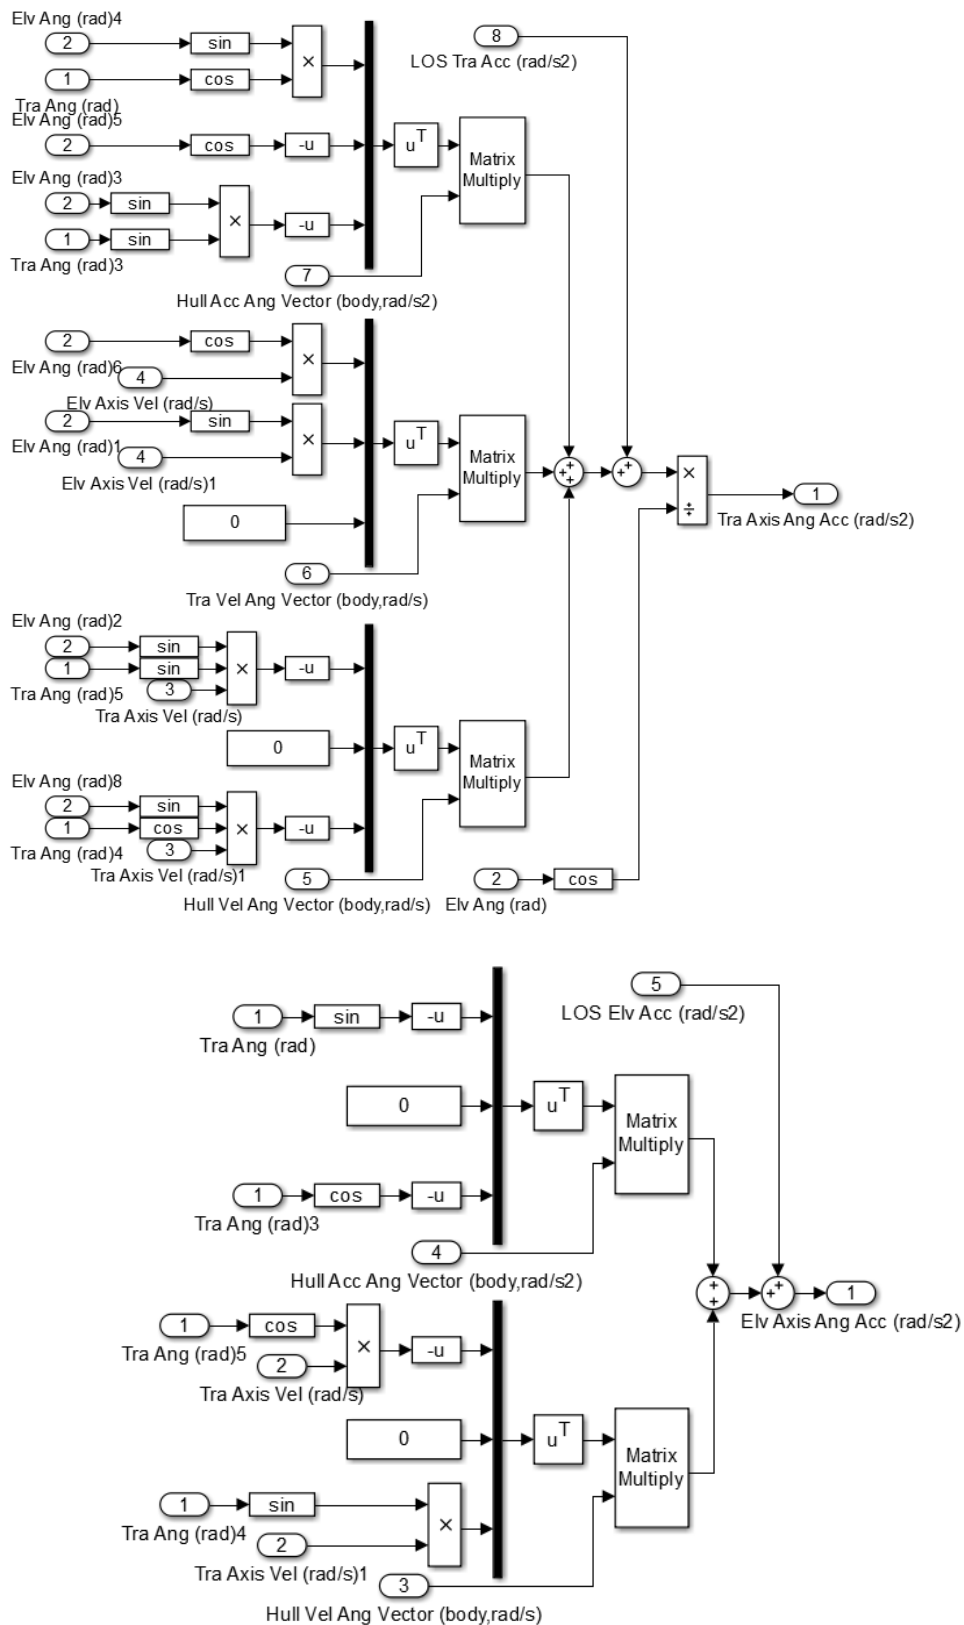 Elv Ang (rad)4
2
sin
×
1
cos
Tra Ang (rad)
Elv Ang (rad)5
2
cos
-u
u^T
Matrix
Multiply
8
LOS Tra Acc (rad/s2)
Elv Ang (rad)3
2
sin
×
-u
1
sin
Tra Ang (rad)3
7
Hull Acc Ang Vector (body,rad/s2)
2
cos
×
Elv Ang (rad)6
4
Elv Axis Vel (rad/s)
2
sin
×
u^T
Matrix
Multiply
Elv Ang (rad)1
4
Elv Axis Vel (rad/s)1
0
6
Tra Vel Ang Vector (body,rad/s)
+
+
+
+
+
×
÷
1
Tra Axis Ang Acc (rad/s2)
Elv Ang (rad)2
2
sin
×
-u
1
sin
3
Tra Ang (rad)5
Tra Axis Vel (rad/s)
0
u^T
Matrix
Multiply
Elv Ang (rad)8
2
sin
×
-u
1
cos
3
Tra Ang (rad)4
Tra Axis Vel (rad/s)1
5
Hull Vel Ang Vector (body,rad/s)
2
cos
Elv Ang (rad)
1
sin
-u
Tra Ang (rad)
5
LOS Elv Acc (rad/s2)
0
u^T
Matrix
Multiply
1
cos
-u
Tra Ang (rad)3
4
Hull Acc Ang Vector (body,rad/s2)
+
+
+
+
1
Elv Axis Ang Acc (rad/s2)
1
cos
×
-u
Tra Ang (rad)5
2
Tra Axis Vel (rad/s)
0
u^T
Matrix
Multiply
1
sin
×
Tra Ang (rad)4
2
Tra Axis Vel (rad/s)1
3
Hull Vel Ang Vector (body,rad/s)